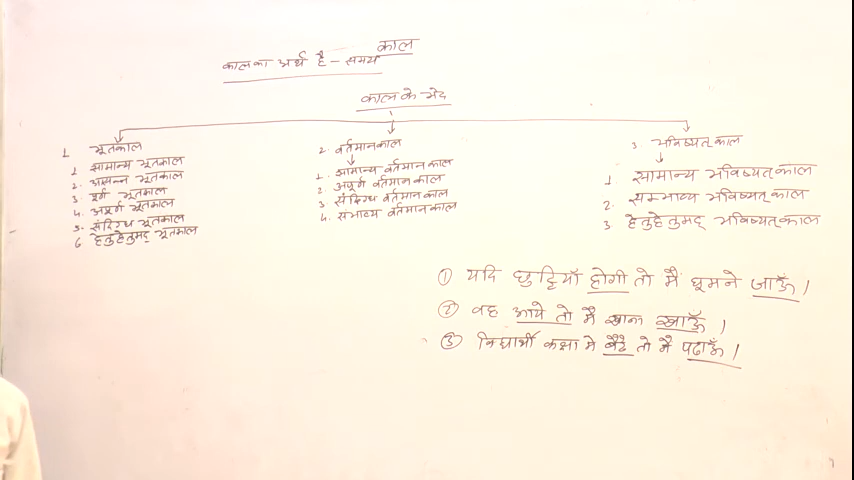 काल
काल का अर्थ है - समय
काल के भेद
1. भूतकाल
1. सामान्य भूतकाल
2. आसन्न भूतकाल
3. पूर्ण भूतकाल
4. अपूर्ण भूतकाल
5. संदिग्ध भूतकाल
6. हेतुहेतुमद् भूतकाल
2. वर्तमान काल
1. सामान्य वर्तमान काल
2. अपूर्ण वर्तमान काल
3. संदिग्ध वर्तमान काल
4. संभाव्य वर्तमान काल
3. भविष्यत् काल
1. सामान्य भविष्यत् काल
2. सम्भाव्य भविष्यत् काल
3. हेतुहेतुमद् भविष्यत् काल
① यदि छुट्टियाँ होगी तो मैं घूमने जाऊँ।
② वह आये तो मैं खाना खाऊँ।
③ विद्यार्थी कक्षा मे बैठे तो मैं पढाऊँ।